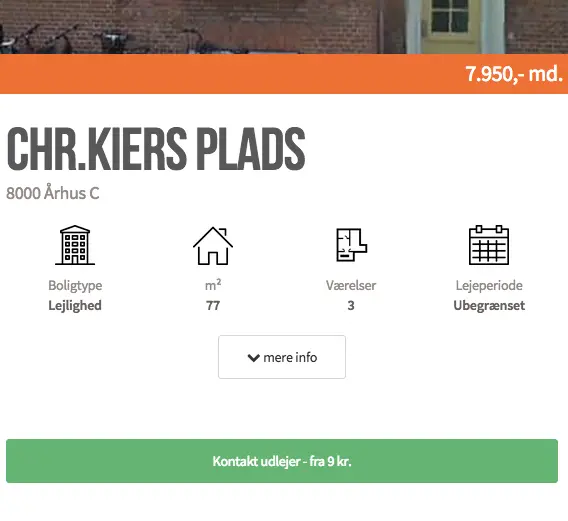 7.950,- md.
CHR.KIERS PLADS
8000 Århus C
Boligtype m² Værelser Lejeperiode
Lejlighed 77 3 Ubegrænset
mere info
Kontakt udlejer - fra 9 kr.